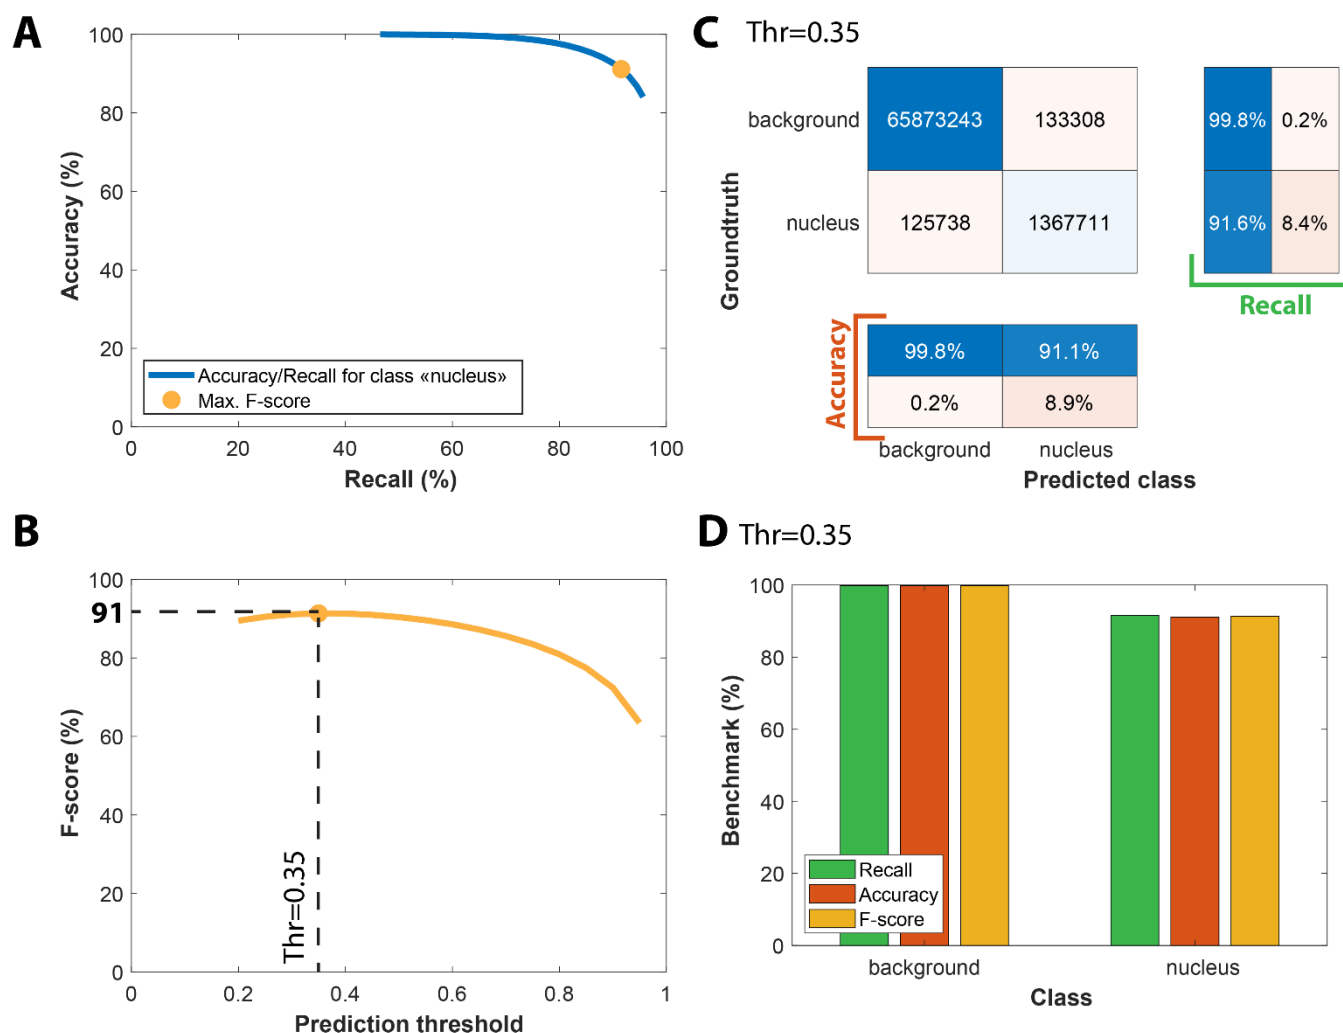 A
100
80
60
40
20
0
Accuracy (%)
Accuracy/Recall for class «nucleus»
Max. F-score
0 20 40 60 80 100
Recall (%)
B
100
91
80
60
40
20
0
F-score (%)
Thr=0.35
0 0.2 0.4 0.6 0.8 1
Prediction threshold
C Thr=0.35
Groundtruth
background 65873243 133308 99.8% 0.2%
nucleus 125738 1367711 91.6% 8.4%
Recall
Accuracy
99.8% 91.1%
0.2% 8.9%
background nucleus
Predicted class
D Thr=0.35
100
80
60
40
20
0
Benchmark (%)
Recall
Accuracy
F-score
background nucleus
Class